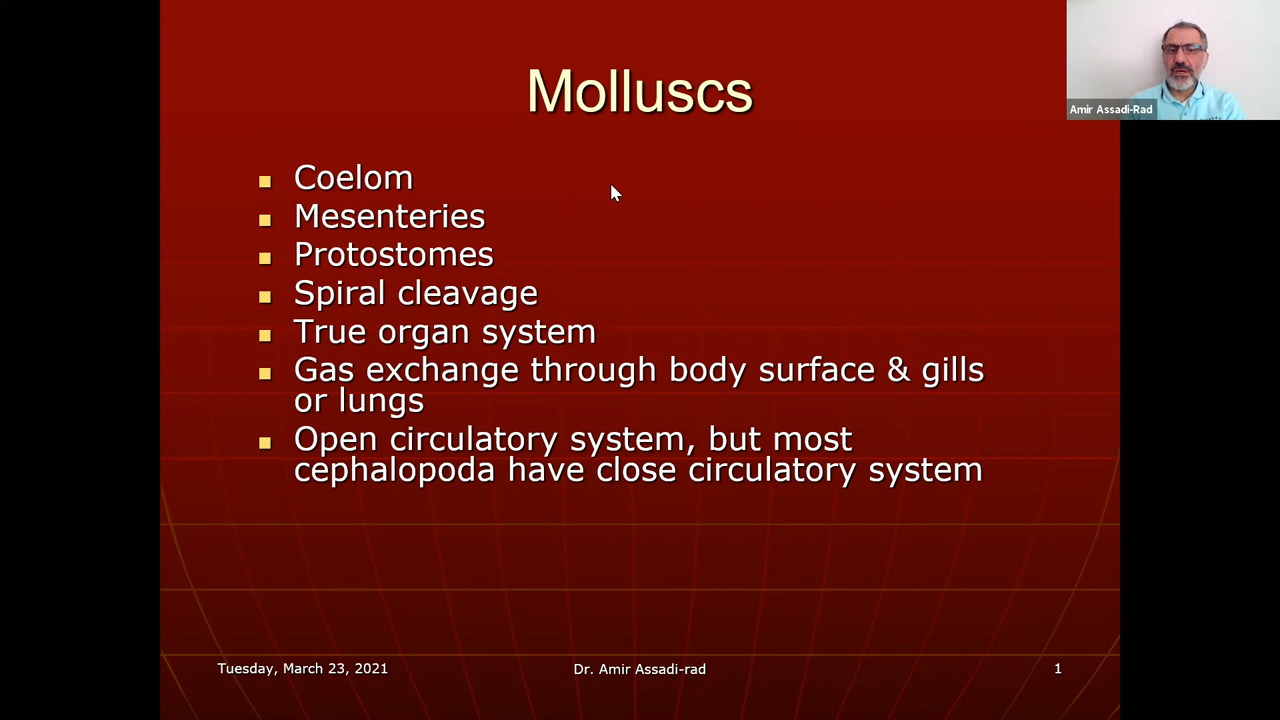 Molluscs
Amir Assadi-Rad
Coelom
Mesenteries
Protostomes
Spiral cleavage
True organ system
Gas exchange through body surface & gills
or lungs
Open circulatory system, but most
cephalopoda have close circulatory system
Tuesday, March 23, 2021
Dr. Amir Assadi-rad
1